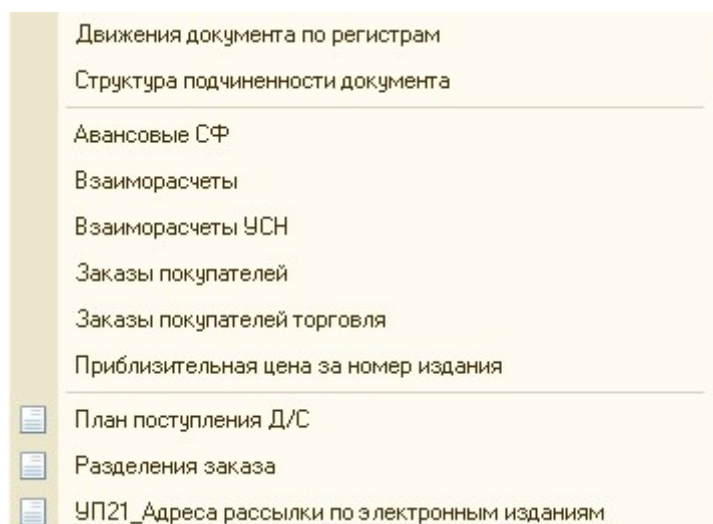 Движения документа по регистрам
Структура подчиненности документа
Авансовые СФ
Взаиморасчеты
Взаиморасчеты УСН
Заказы покупателей
Заказы покупателей торговля
Приблизительная цена за номер издания
План поступления Д/С
Разделения заказа
УП21_Адреса рассылки по электронным изданиям